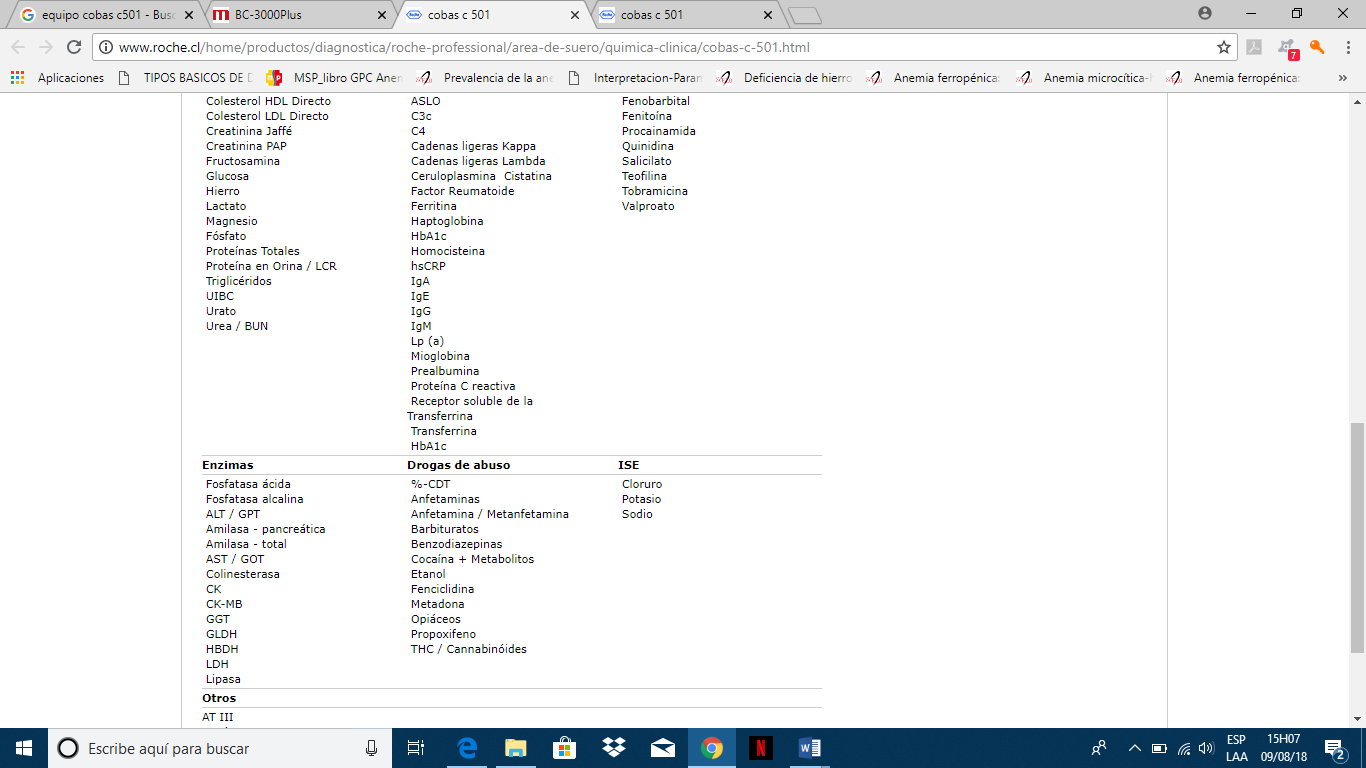 equipo cobas c501 - Busc
BC-3000Plus
cobas c 501
cobas c 501
www.roche.cl/home/productos/diagnostica/roche-professional/area-de-suero/quimica-clinica/cobas-c-501.html
7
Aplicaciones
TIPOS BASICOS DE D
MSP_libro GPC Anem
Prevalencia de la ane
Interpretacion-Param
Deficiencia de hierro
Anemia ferropénica:
Anemia microcítica-h
Anemia ferropénica:
»
Colesterol HDL Directo
Colesterol LDL Directo
Creatinina Jaffé
Creatinina PAP
Fructosamina
Glucosa
Hierro
Lactato
Magnesio
Fósfato
Proteínas Totales
Proteína en Orina / LCR
Triglicéridos
UIBC
Urato
Urea / BUN
ASLO
C3c
C4
Cadenas ligeras Kappa
Cadenas ligeras Lambda
Ceruloplasmina Cistatina
Factor Reumatoide
Ferritina
Haptoglobina
HbA1c
Homocisteina
hsCRP
IgA
IgE
IgG
IgM
Lp (a)
Mioglobina
Prealbumina
Proteína C reactiva
Receptor soluble de la
Transferrina
Transferrina
HbA1c
Fenobarbital
Fenitoína
Procainamida
Quinidina
Salicilato
Teofilina
Tobramicina
Valproato
Enzimas
Fosfatasa ácida
Fosfatasa alcalina
ALT / GPT
Amilasa - pancreática
Amilasa - total
AST / GOT
Colinesterasa
CK
CK-MB
GGT
GLDH
HBDH
LDH
Lipasa
Drogas de abuso
%-CDT
Anfetaminas
Anfetamina / Metanfetamina
Barbituratos
Benzodiazepinas
Cocaína + Metabolitos
Etanol
Fenciclidina
Metadona
Opiáceos
Propoxifeno
THC / Cannabinóides
ISE
Cloruro
Potasio
Sodio
Otros
AT III
Escribe aquí para buscar
ESP
LAA
15H07
09/08/18
2